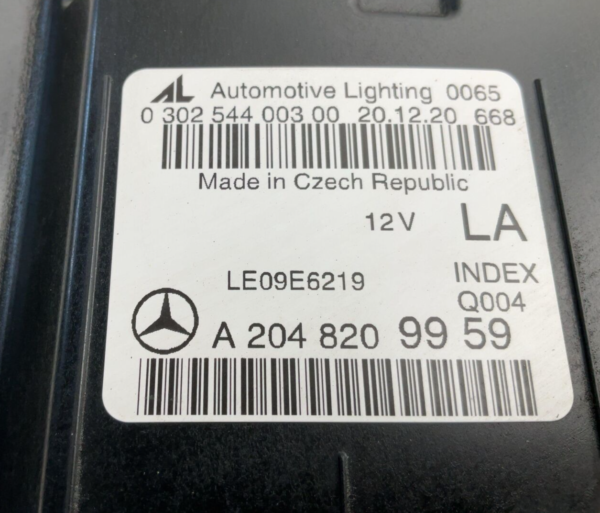 AL Automotive Lighting 0065
0 302 544 003 00 20.12.20 668
Made in Czech Republic
12V LA
LE09E6219 INDEX
Q004
A 204 820 99 59